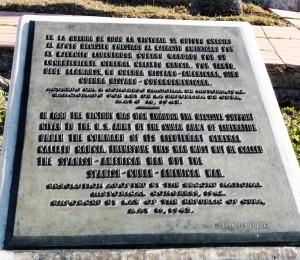 EN LA GUERRA DE 1898 LA VICTORIA SE OBTUVO GRACIAS
AL APOYO DECISIVO PRESTADO AL EJERCITO AMERICANO POR
EL EJERCITO LIBERTADOR CUBANO MANDADO POR SU
LUGARTENIENTE GENERAL CALIXTO GARCIA. POR TANTO,
DEBE LLAMARSE, NO GUERRA HISPANO-AMERICANA, SINO
GUERRA HISPANO-CUBANOAMERICANA.
ACUERDO DEL II CONGRESO NACIONAL DE HISTORIA,
SANCIONADO POR LEY DE LA REPUBLICA DE CUBA,
MAYO 16, 1945.
IN 1898 THE VICTORY WAS WON THROUGH THE DECISIVE SUPPORT
GIVEN TO THE U.S. ARMY BY THE CUBAN ARMY OF LIBERATION
UNDER THE COMMAND OF ITS LIEUTENANT GENERAL
CALIXTO GARCIA. THEREFORE THIS WAR MUST NOT BE CALLED
THE SPANISH-AMERICAN WAR BUT THE
SPANISH-CUBAN-AMERICAN WAR.
RESOLUTION ADOPTED BY THE SECOND NATIONAL
HISTORICAL CONGRESS,
ENFORCED BY LAW OF THE REPUBLIC OF CUBA,
MAY 16, 1945.